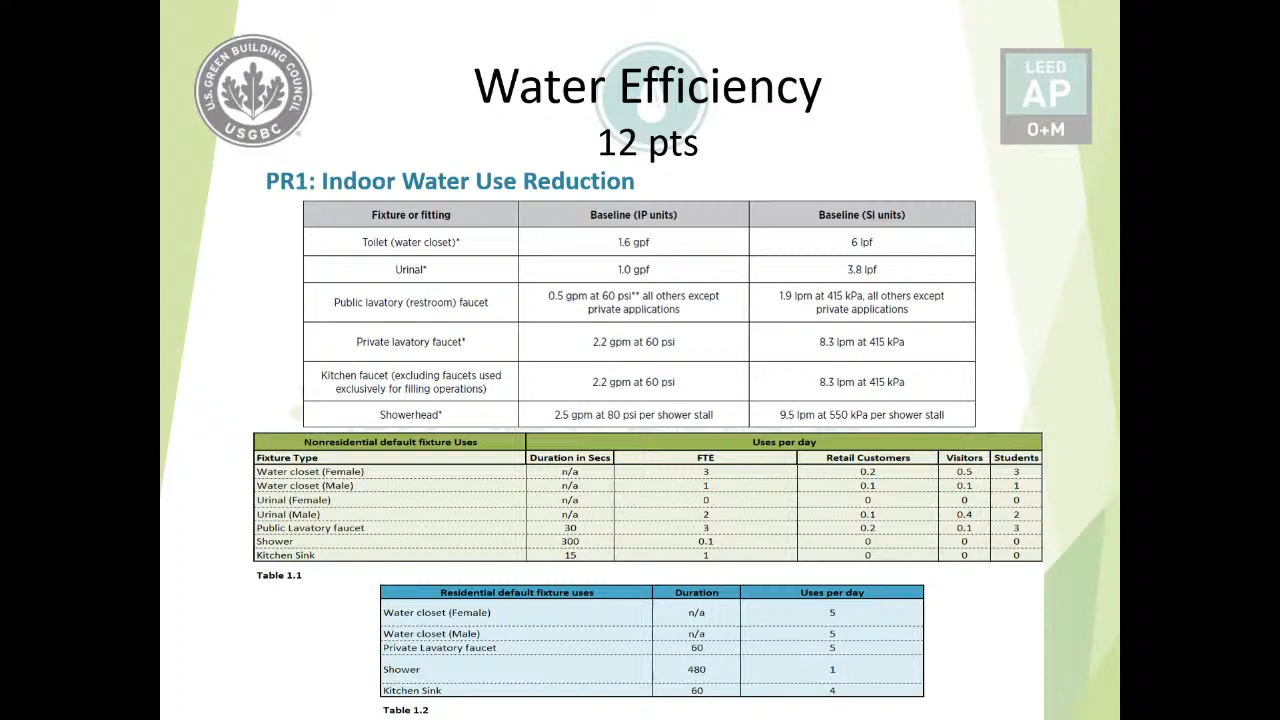 U.S. GREEN BUILDING COUNCIL
USGBC
Water Efficiency
12 pts
LEED
AP
O+M
PR1: Indoor Water Use Reduction
Fixture or fitting Baseline (IP units) Baseline (SI units)
Toilet (water closet)* 1.6 gpf 6 lpf
Urinal* 1.0 gpf 3.8 lpf
Public lavatory (restroom) faucet 0.5 gpm at 60 psi** all others except private applications 1.9 lpm at 415 kPa, all others except private applications
Private lavatory faucet* 2.2 gpm at 60 psi 8.3 lpm at 415 kPa
Kitchen faucet (excluding faucets used exclusively for filling operations) 2.2 gpm at 60 psi 8.3 lpm at 415 kPa
Showerhead* 2.5 gpm at 80 psi per shower stall 9.5 lpm at 550 kPa per shower stall
Nonresidential default fixture Uses Uses per day
Fixture Type Duration in Secs FTE Retail Customers Visitors Students
Water closet (Female) n/a 3 0.2 0.5 3
Water closet (Male) n/a 1 0.1 0.1 1
Urinal (Female) n/a 0 0 0 0
Urinal (Male) n/a 2 0.1 0.4 2
Public Lavatory faucet 30 3 0.2 0.1 3
Shower 300 0.1 0 0 0
Kitchen Sink 15 1 0 0 0
Table 1.1
Residential default fixture uses Duration Uses per day
Water closet (Female) n/a 5
Water closet (Male) n/a 5
Private Lavatory faucet 60 5
Shower 480 1
Kitchen Sink 60 4
Table 1.2